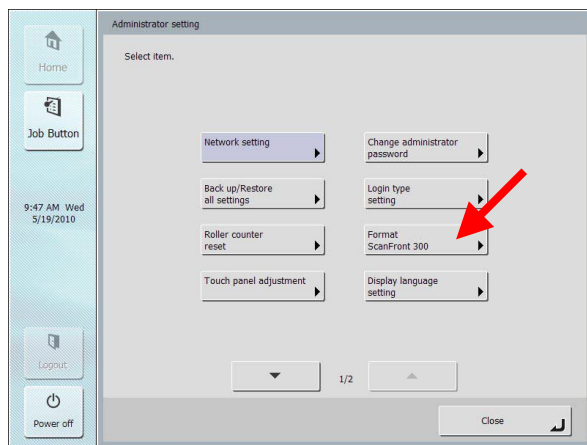 Administrator setting
Select item.
Home
Job Button
9:47 AM Wed
5/19/2010
Logout
Power off
Network setting
Change administrator
password
Back up/Restore
all settings
Login type
setting
Roller counter
reset
Format
ScanFront 300
Touch panel adjustment
Display language
setting
1/2
Close